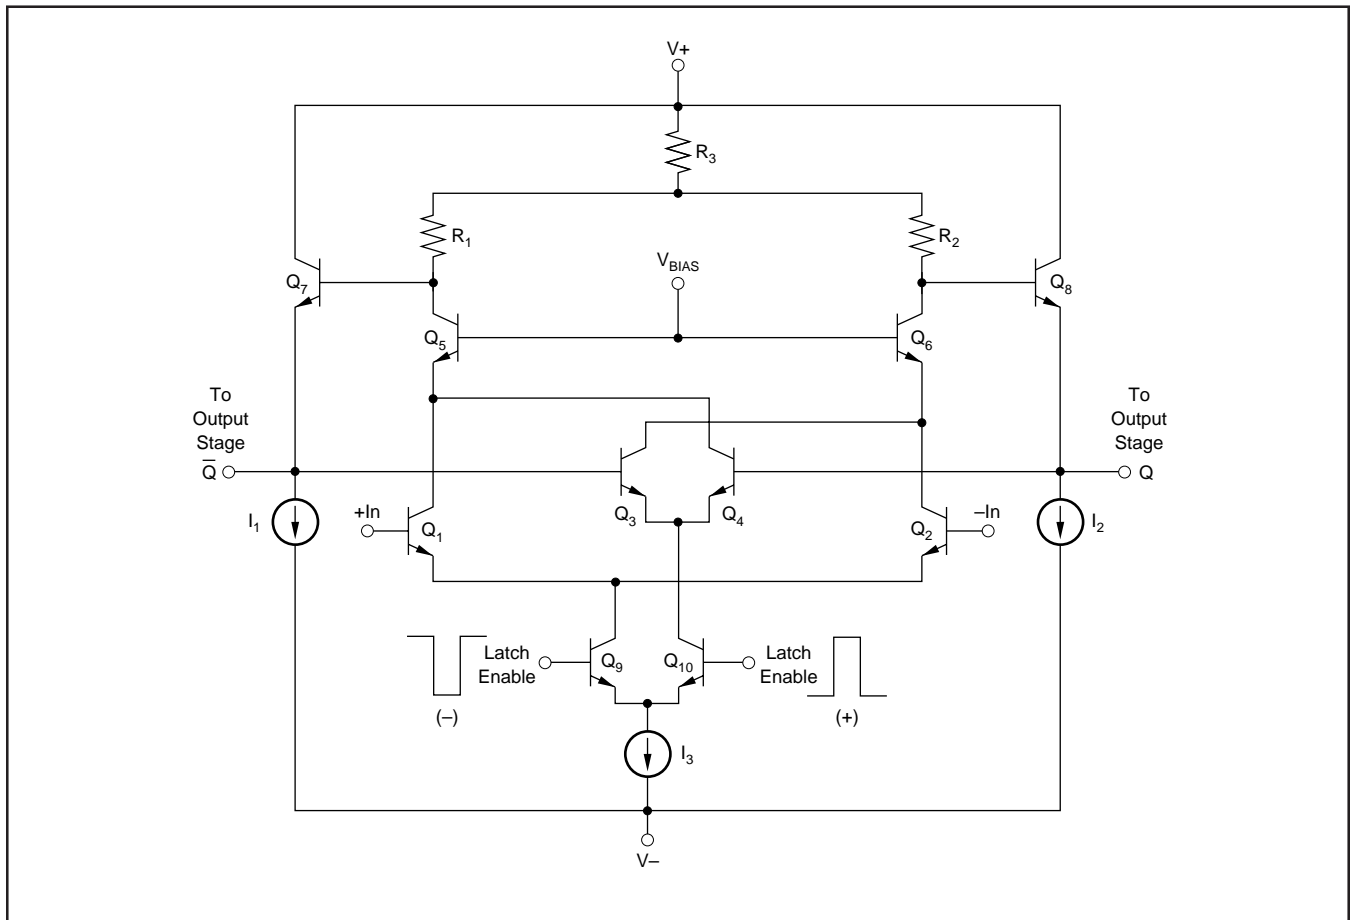 V+
R3
R1
R2
VBIAS
Q7
Q8
Q5
Q6
To
Output
Stage
Q̅
To
Output
Stage
Q
Q3
Q4
+In
Q1
–In
Q2
I1
I2
Latch
Enable
Q9
Q10
Latch
Enable
(–)
(+)
I3
V–